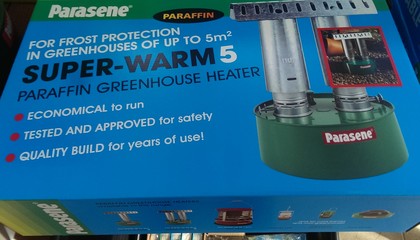 Parasene®
PARAFFIN
FOR FROST PROTECTION
IN GREENHOUSES OF UP TO 5m²
SUPER-WARM 5
PARAFFIN GREENHOUSE HEATER
• ECONOMICAL to run
• TESTED AND APPROVED for safety
• QUALITY BUILD for years of use!
Parasene®
Parasene